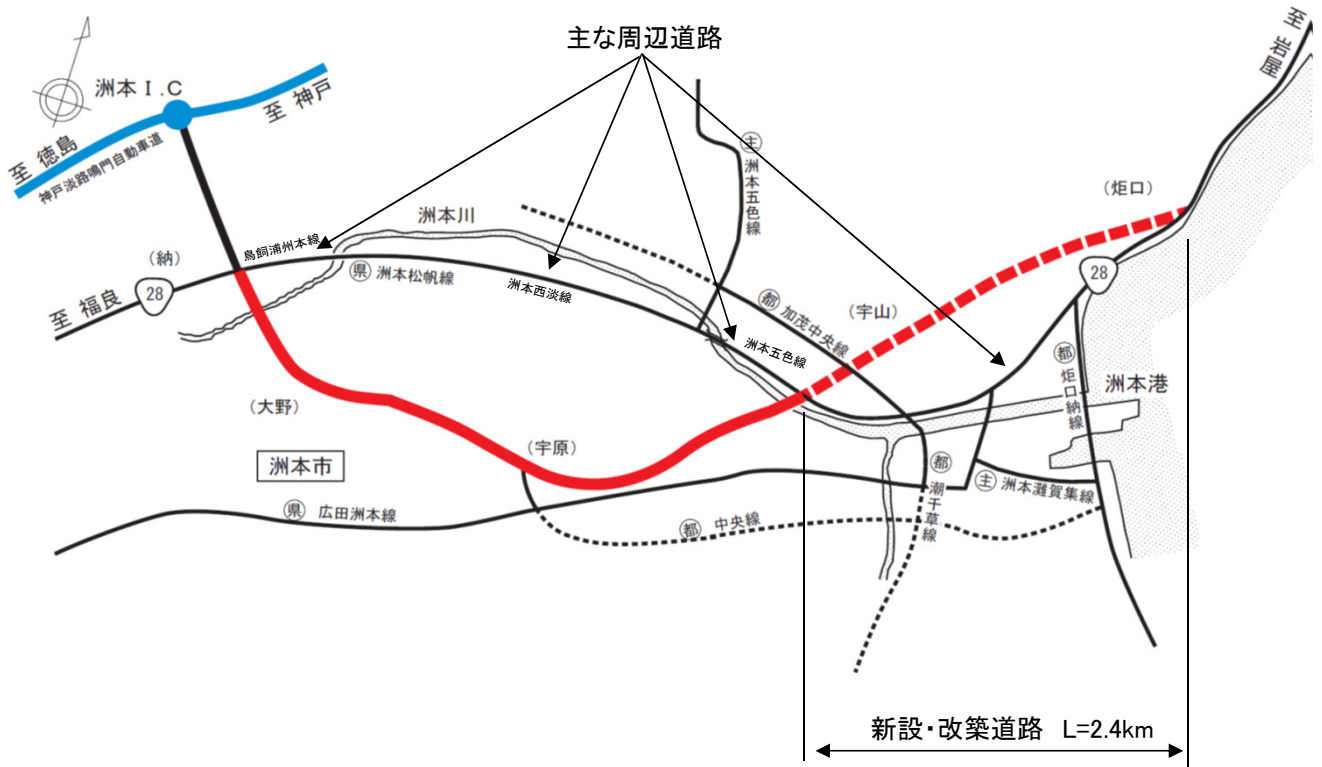 主な周辺道路
至 岩屋
洲本 I.C
至 神戸
至 徳島
神戸淡路鳴門自動車道
主 洲本五色線
(炬口)
洲本川
鳥飼浦州本線
(納)
28
至 福良
県 洲本松帆線
洲本西淡線
都 加茂中央線
(宇山)
28
洲本五色線
都 炬口納線
洲本港
(大野)
(宇原)
洲本市
都 潮千草線
主 洲本灘賀集線
県 広田洲本線
都 中央線
新設・改築道路 L=2.4km